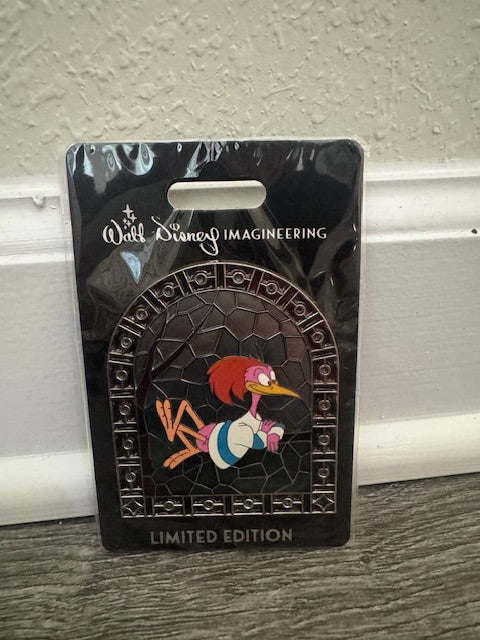 Walt Disney IMAGINEERING
LIMITED EDITION